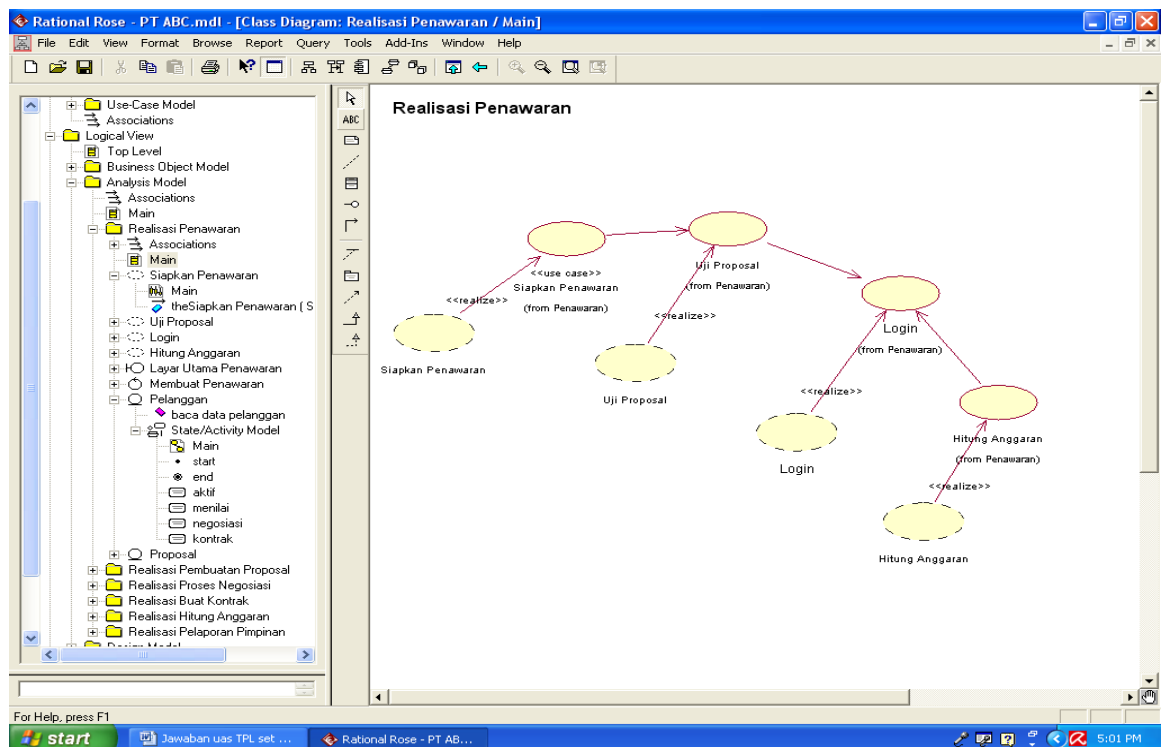 Rational Rose - PT ABC.mdl - [Class Diagram: Realisasi Penawaran / Main]
File Edit View Format Browse Report Query Tools Add-Ins Window Help
Use-Case Model
Associations
Logical View
Top Level
Business Object Model
Analysis Model
Associations
Main
Realisasi Penawaran
Associations
Main
Siapkan Penawaran
Main
theSiapkan Penawaran ( S
Uji Proposal
Login
Hitung Anggaran
Layar Utama Penawaran
Membuat Penawaran
Pelanggan
baca data pelanggan
State/Activity Model
Main
start
end
aktif
menilai
negosiasi
kontrak
Proposal
Realisasi Pembuatan Proposal
Realisasi Proses Negosiasi
Realisasi Buat Kontrak
Realisasi Hitung Anggaran
Realisasi Pelaporan Pimpinan
Design Model
ABC
Realisasi Penawaran
<<use case>>
Siapkan Penawaran
(from Penawaran)
Uji Proposal
(from Penawaran)
Login
(from Penawaran)
<<realize>>
<<realize>>
Siapkan Penawaran
Uji Proposal
<<realize>>
Login
Hitung Anggaran
(from Penawaran)
<<realize>>
Hitung Anggaran
For Help, press F1
start
Jawaban uas TPL set ...
Rational Rose - PT AB...
5:01 PM